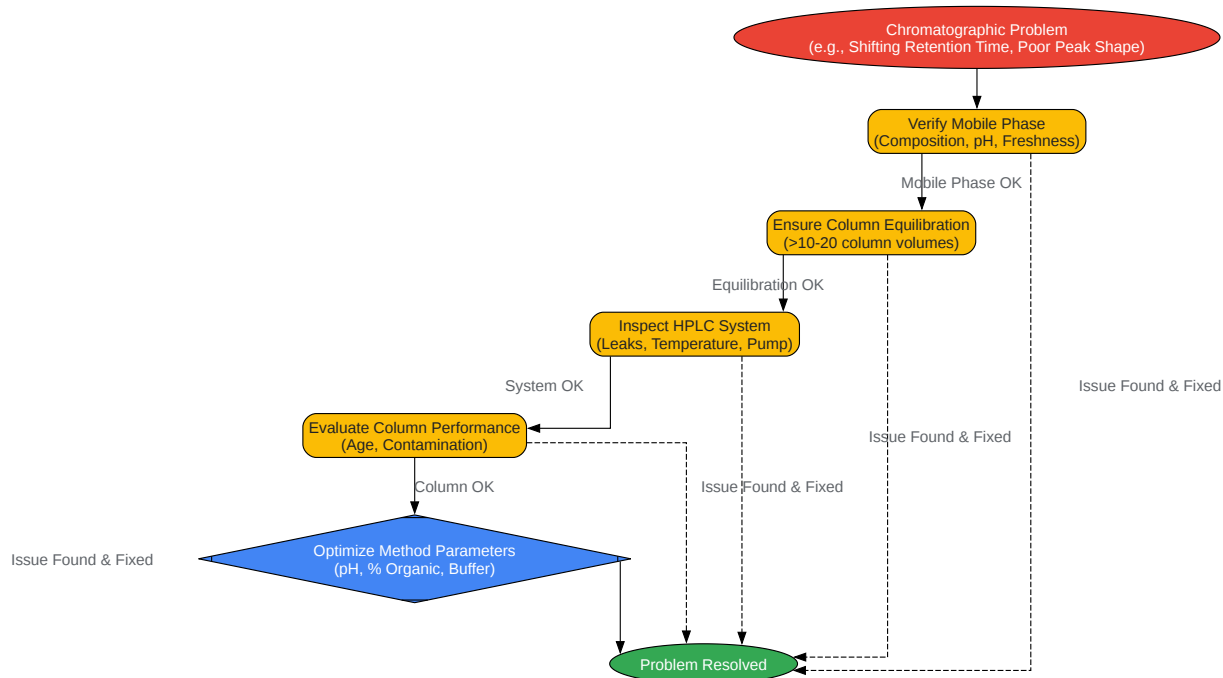 Chromatographic Problem
(e.g., Shifting Retention Time, Poor Peak Shape)
Verify Mobile Phase
(Composition, pH, Freshness)
Mobile Phase OK
Ensure Column Equilibration
(>10-20 column volumes)
Equilibration OK
Inspect HPLC System
(Leaks, Temperature, Pump)
System OK
Issue Found & Fixed
Evaluate Column Performance
(Age, Contamination)
Issue Found & Fixed
Column OK
Issue Found & Fixed
Optimize Method Parameters
(pH, % Organic, Buffer)
Issue Found & Fixed
Problem Resolved